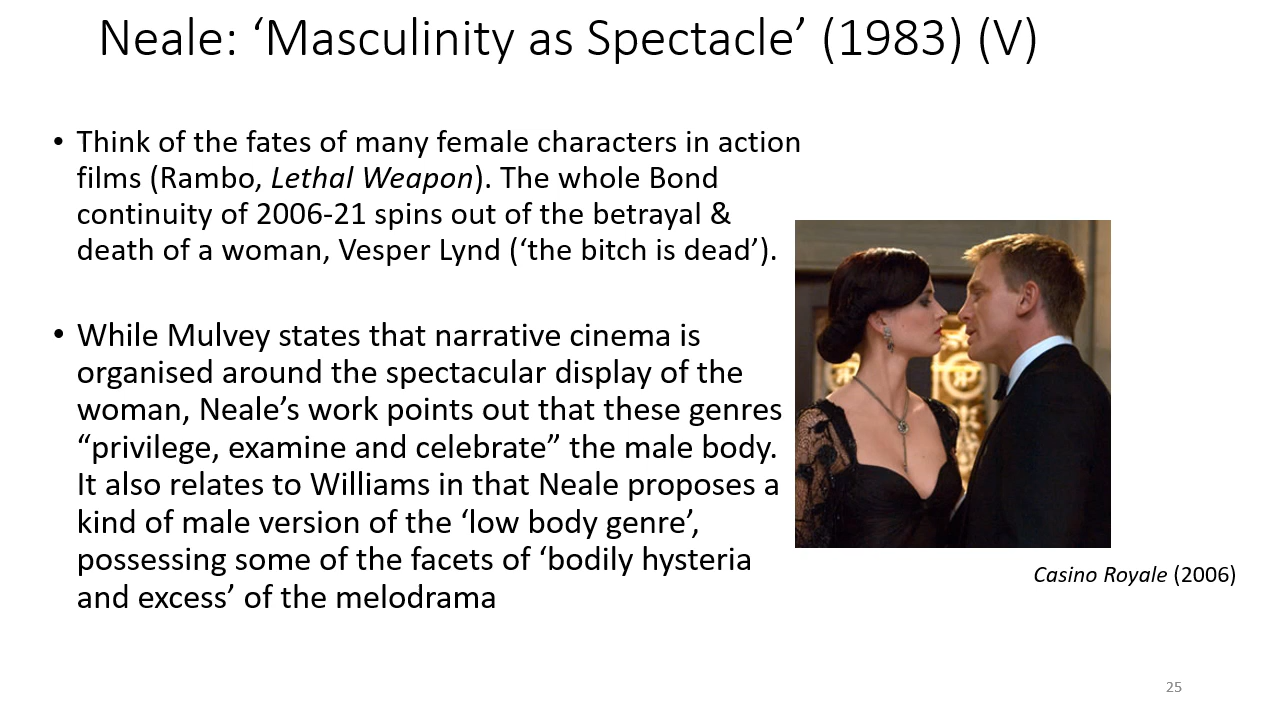 Neale: ‘Masculinity as Spectacle’ (1983) (V)
• Think of the fates of many female characters in action
films (Rambo, Lethal Weapon). The whole Bond
continuity of 2006-21 spins out of the betrayal &
death of a woman, Vesper Lynd (‘the bitch is dead’).
• While Mulvey states that narrative cinema is
organised around the spectacular display of the
woman, Neale’s work points out that these genres
“privilege, examine and celebrate” the male body.
It also relates to Williams in that Neale proposes a
kind of male version of the ‘low body genre’,
possessing some of the facets of ‘bodily hysteria
and excess’ of the melodrama
Casino Royale (2006)
25